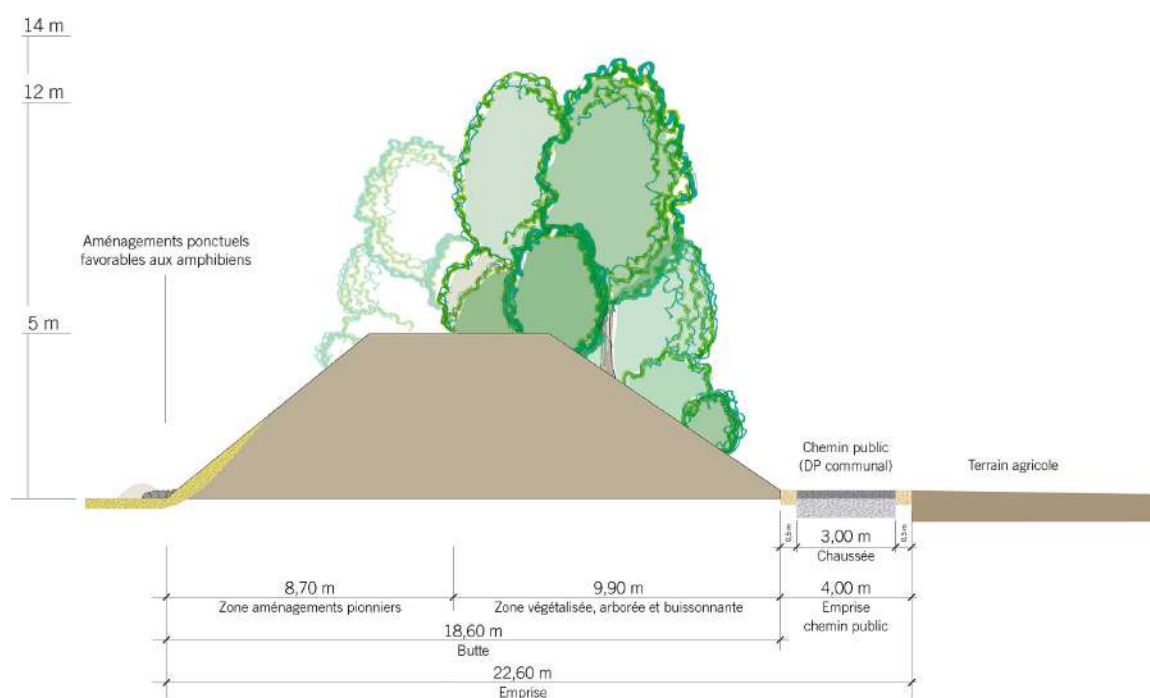 14 m
12 m
Aménagements ponctuels
favorables aux amphibiens
5 m
Chemin public
(DP communal)
Terrain agricole
0,5 m
3,00 m
0,5 m
Chaussée
8,70 m
9,90 m
4,00 m
Zone aménagements pionniers
Zone végétalisée, arborée et buissonnante
Emprise
chemin public
18,60 m
Butte
22,60 m
Emprise